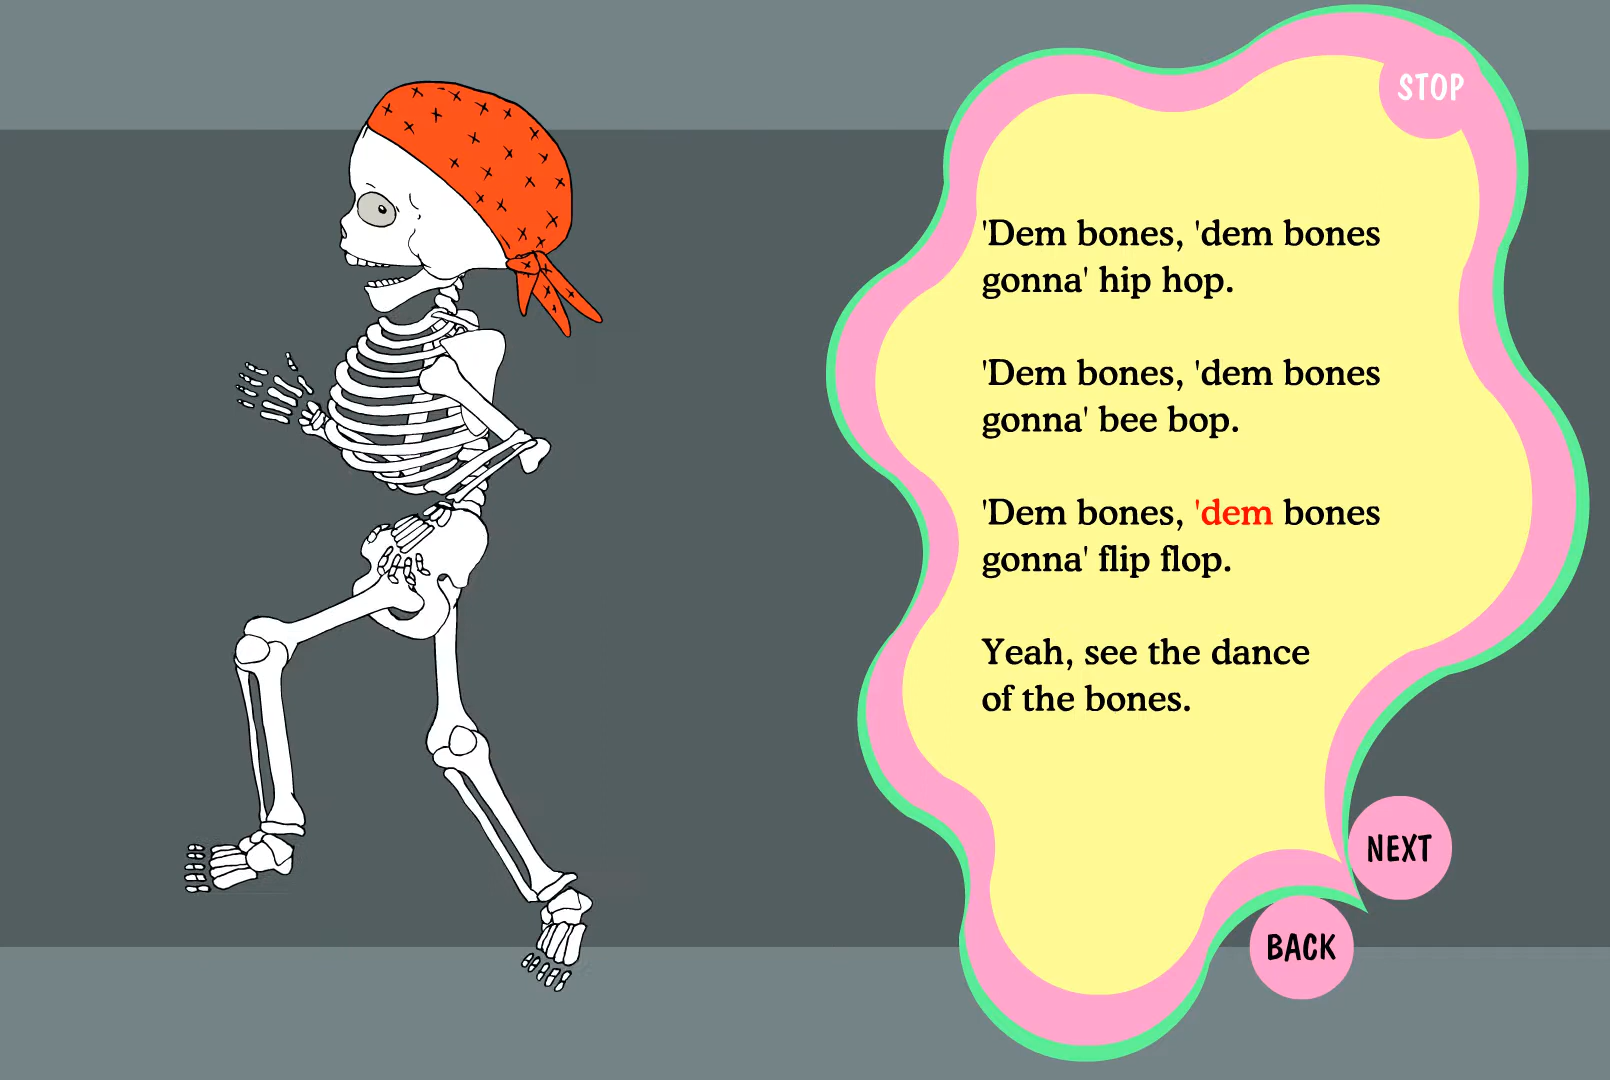 STOP
'Dem bones, 'dem bones
gonna' hip hop.
'Dem bones, 'dem bones
gonna' bee bop.
'Dem bones, 'dem bones
gonna' flip flop.
Yeah, see the dance
of the bones.
NEXT
BACK